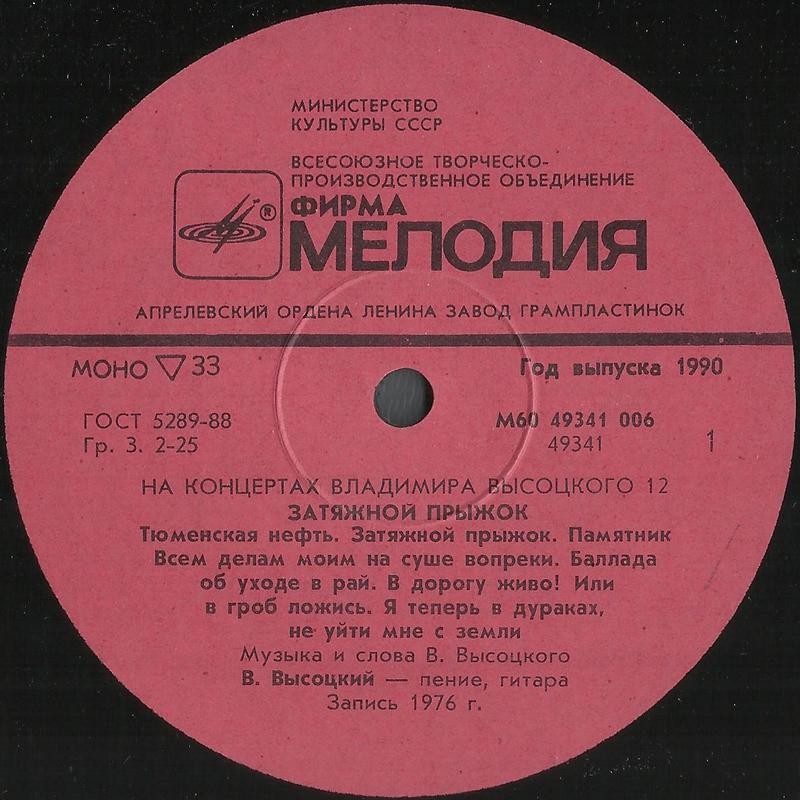 МИНИСТЕРСТВО
КУЛЬТУРЫ СССР
ВСЕСОЮЗНОЕ ТВОРЧЕСКО-
ПРОИЗВОДСТВЕННОЕ ОБЪЕДИНЕНИЕ
®
ФИРМА
МЕЛОДИЯ
АПРЕЛЕВСКИЙ ОРДЕНА ЛЕНИНА ЗАВОД ГРАМПЛАСТИНОК
МОНО ▽ 33
Год выпуска 1990
ГОСТ 5289-88
М60 49341 006
Гр. 3. 2-25
49341
1
НА КОНЦЕРТАХ ВЛАДИМИРА ВЫСОЦКОГО 12
ЗАТЯЖНОЙ ПРЫЖОК
Тюменская нефть. Затяжной прыжок. Памятник
Всем делам моим на суше вопреки. Баллада
об уходе в рай. В дорогу живо! Или
в гроб ложись. Я теперь в дураках,
не уйти мне с земли
Музыка и слова В. Высоцкого
В. Высоцкий — пение, гитара
Запись 1976 г.